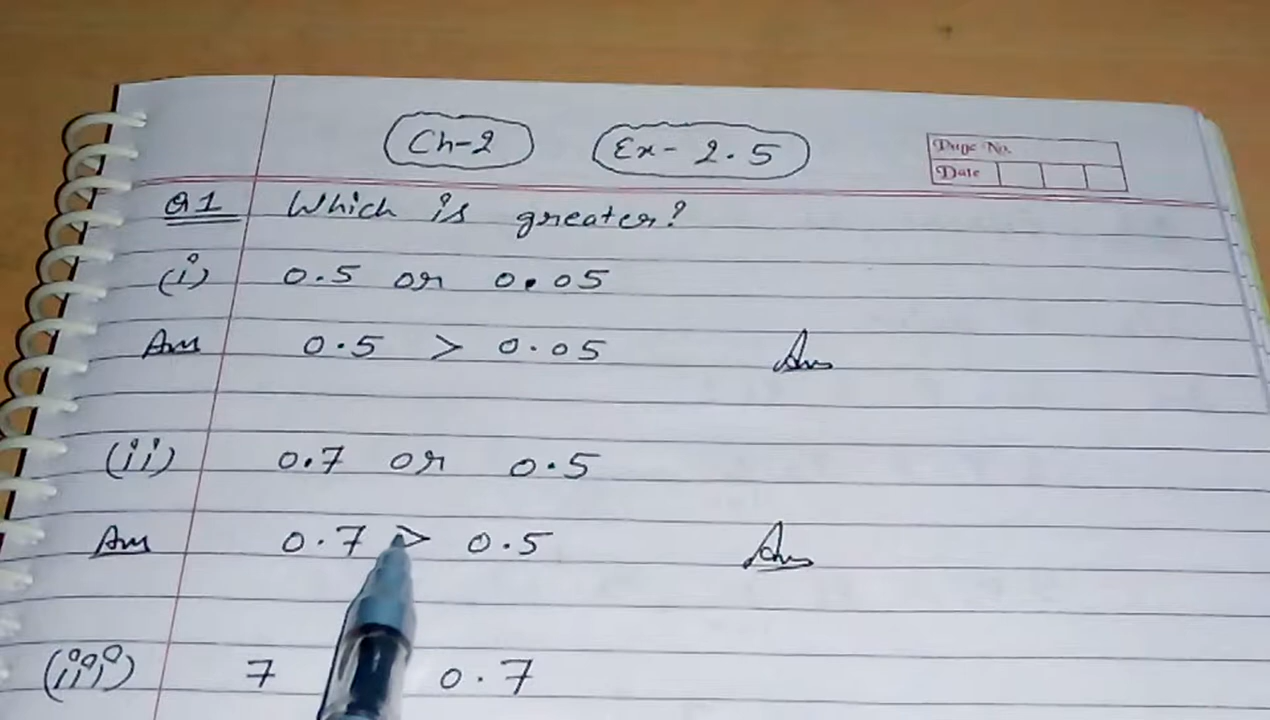 Ch-2 Ex- 2.5
Page No.
Date
Q1 Which is greater?
(i) 0.5 or 0.05
Ans 0.5 > 0.05 Ans
(ii) 0.7 or 0.5
Ans 0.7 > 0.5 Ans
(iii) 7 0.7